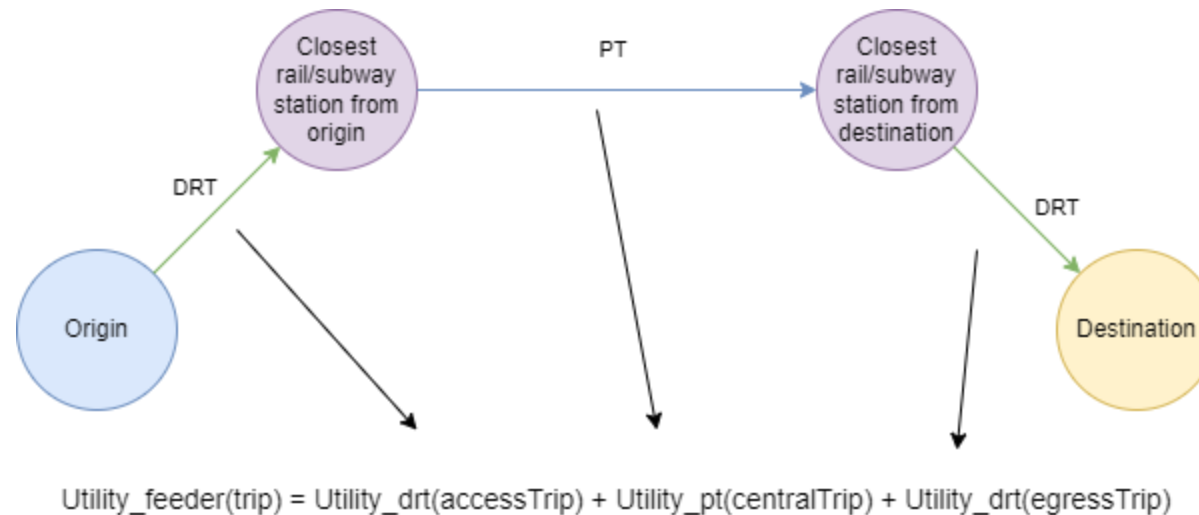 Closest
rail/subway
station from
origin
PT
Closest
rail/subway
station from
destination
DRT
DRT
Origin
Destination
Utility_feeder(trip) = Utility_drt(accessTrip) + Utility_pt(centralTrip) + Utility_drt(egressTrip)